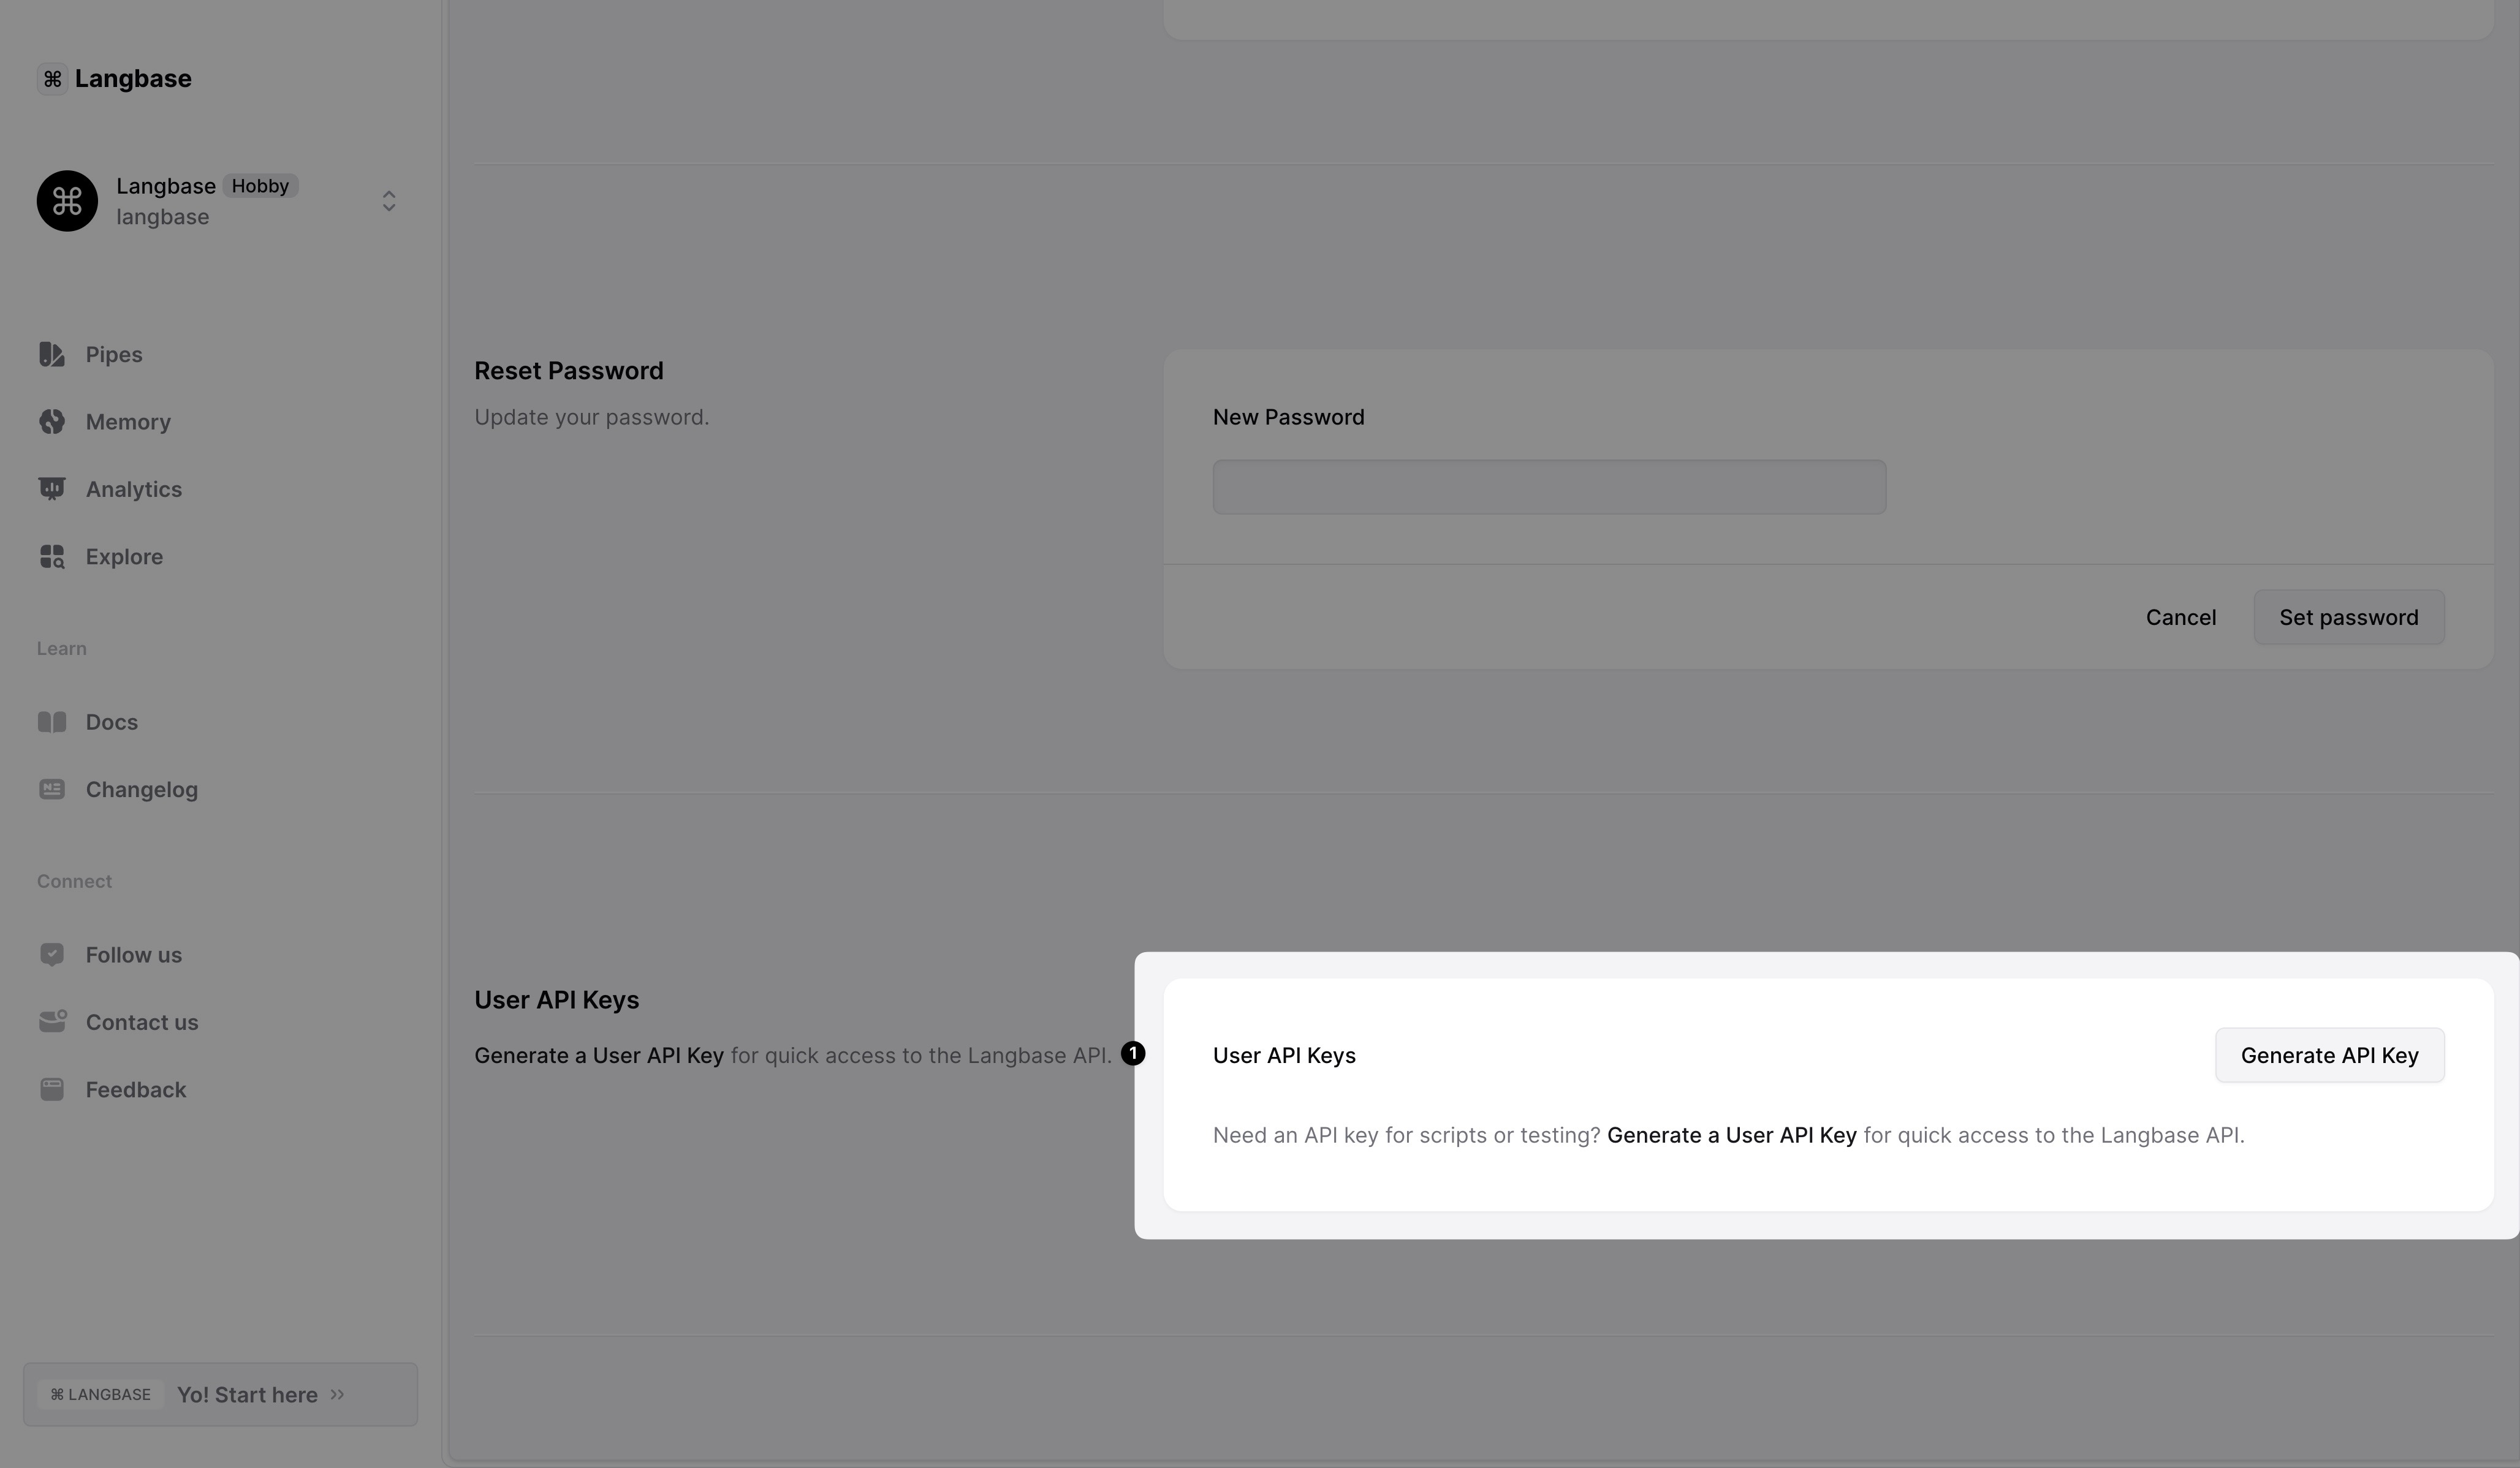 ⌘ Langbase
Langbase Hobby
langbase
Pipes
Memory
Analytics
Explore
Learn
Docs
Changelog
Connect
Follow us
Contact us
Feedback
⌘ LANGBASE Yo! Start here »
Reset Password
Update your password.
New Password
Cancel Set password
User API Keys
Generate a User API Key for quick access to the Langbase API.
1
User API Keys Generate API Key
Need an API key for scripts or testing? Generate a User API Key for quick access to the Langbase API.